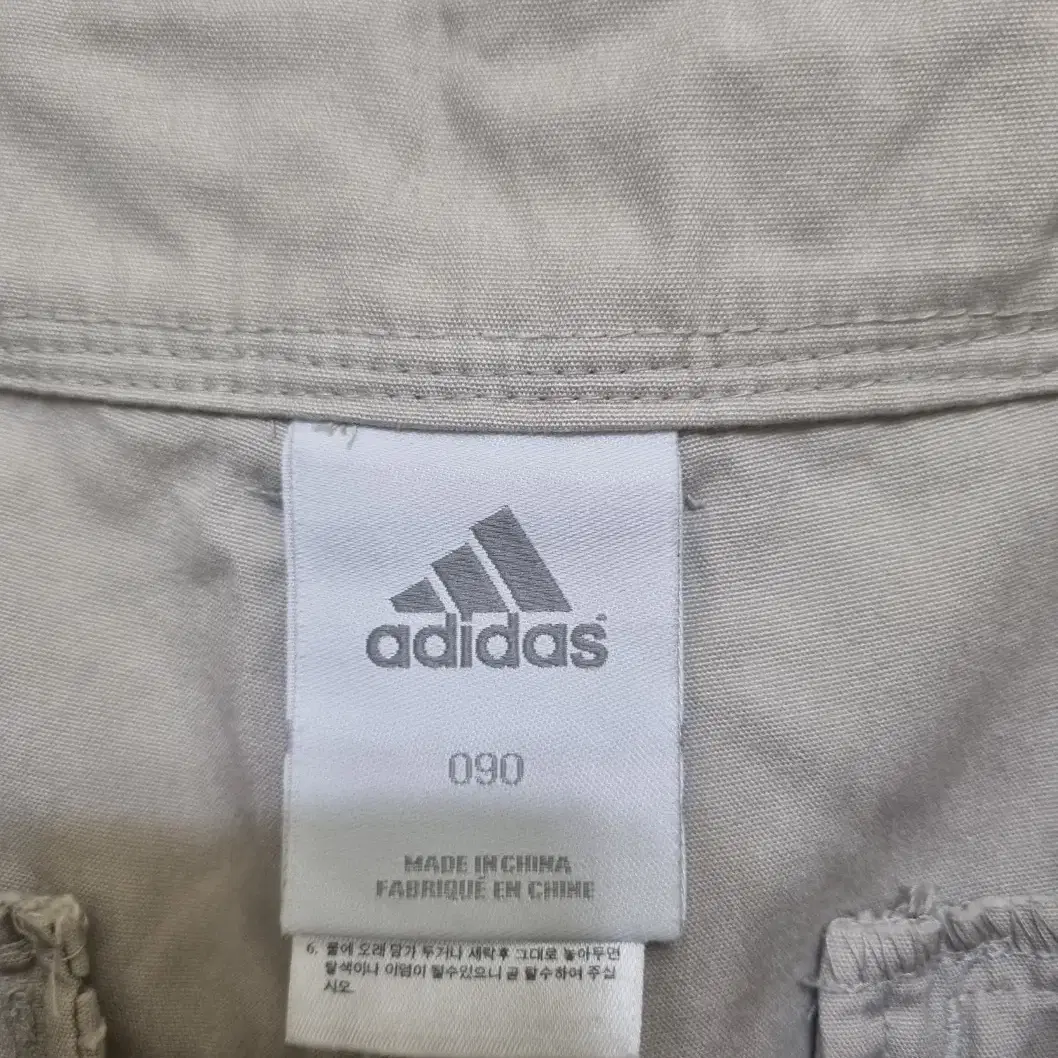 adidas
090
MADE IN CHINA
FABRIQUÉ EN CHINE
6. 물에 오래 담가 두거나 세탁후 그대로 놓아두면
탈색이나 이염이 될수있으니 곧 탈수하여 주십
시오